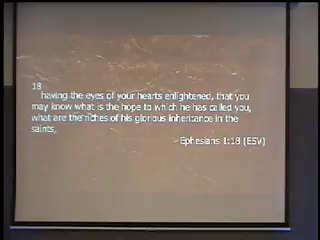 18
having the eyes of your hearts enlightened, that you
may know what is the hope to which he has called you,
what are the riches of his glorious inheritance in the
saints,
-Ephesians 1:18 (ESV)